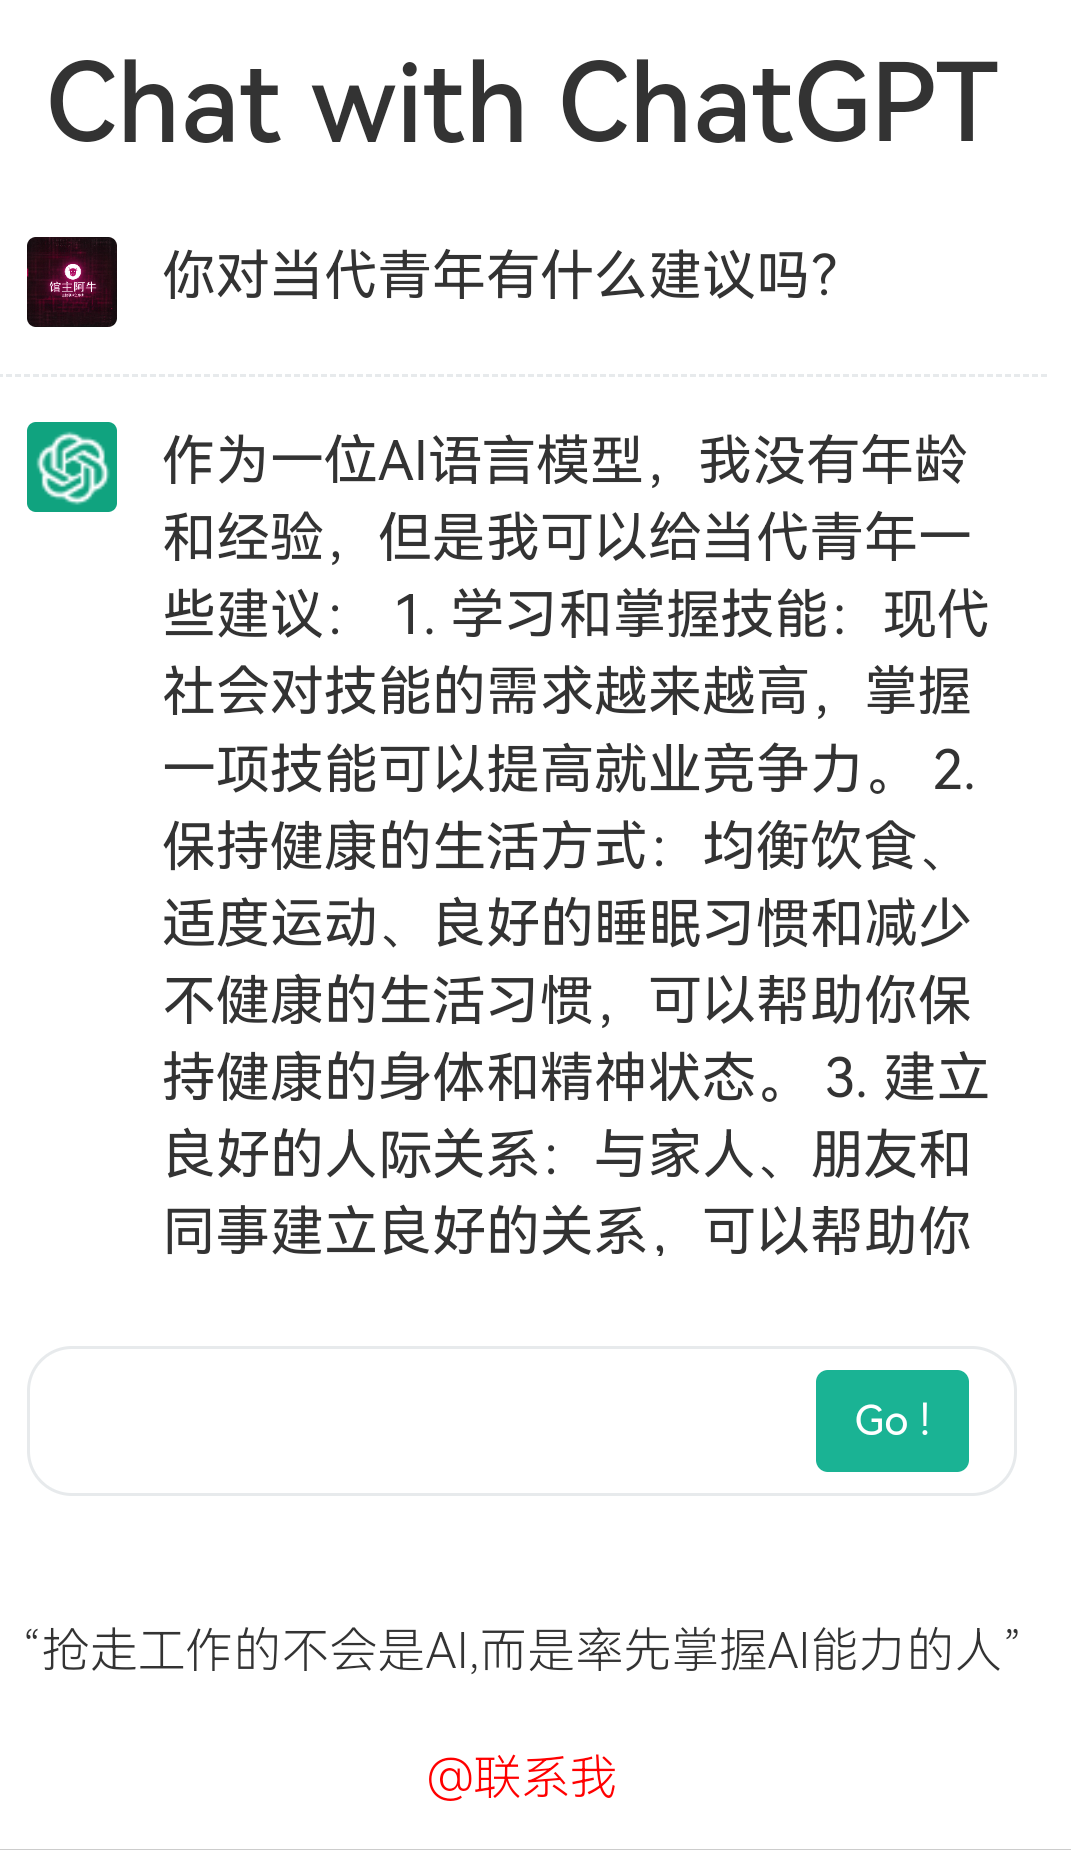 Chat with ChatGPT
馆主阿牛
你对当代青年有什么建议吗?
作为一位AI语言模型，我没有年龄
和经验，但是我可以给当代青年一
些建议： 1. 学习和掌握技能：现代
社会对技能的需求越来越高，掌握
一项技能可以提高就业竞争力。 2.
保持健康的生活方式：均衡饮食、
适度运动、良好的睡眠习惯和减少
不健康的生活习惯，可以帮助你保
持健康的身体和精神状态。 3. 建立
良好的人际关系：与家人、朋友和
同事建立良好的关系，可以帮助你
Go !
“抢走工作的不会是AI,而是率先掌握AI能力的人”
@联系我